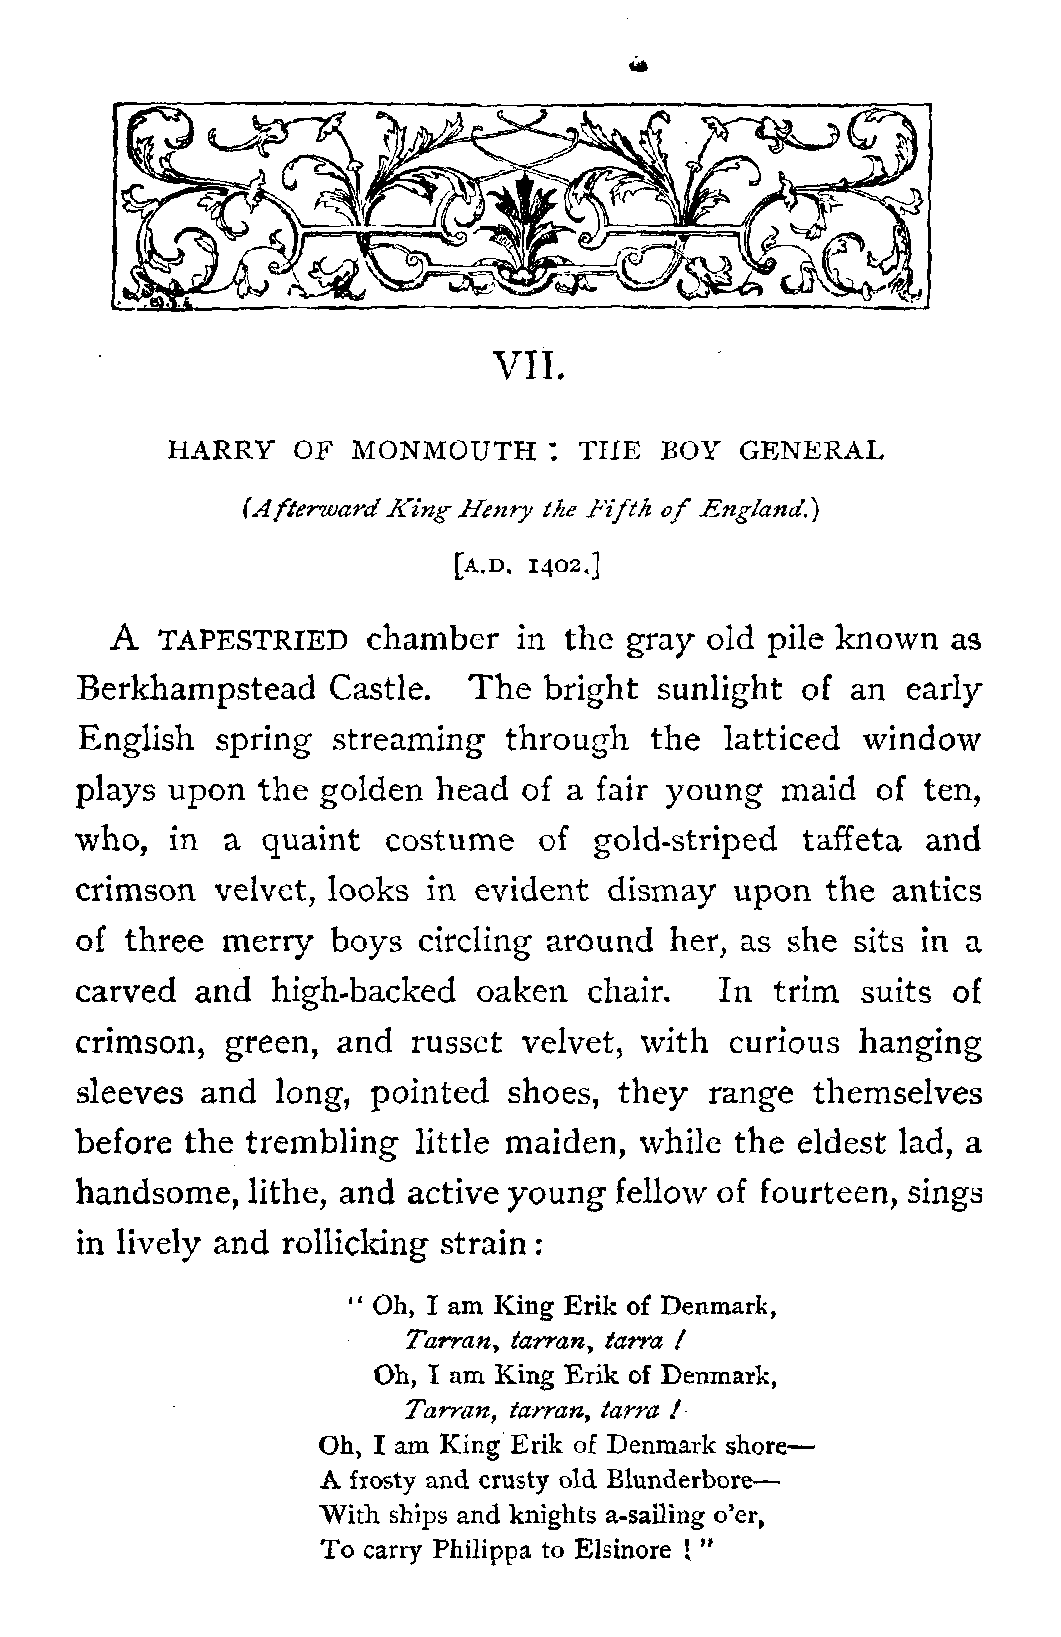 VII.
HARRY OF MONMOUTH : THE BOY GENERAL
(Afterward King Henry the Fifth of England.)
[A.D. 1402.]
A TAPESTRIED chamber in the gray old pile known as
Berkhampstead Castle. The bright sunlight of an early
English spring streaming through the latticed window
plays upon the golden head of a fair young maid of ten,
who, in a quaint costume of gold-striped taffeta and
crimson velvet, looks in evident dismay upon the antics
of three merry boys circling around her, as she sits in a
carved and high-backed oaken chair. In trim suits of
crimson, green, and russet velvet, with curious hanging
sleeves and long, pointed shoes, they range themselves
before the trembling little maiden, while the eldest lad, a
handsome, lithe, and active young fellow of fourteen, sings
in lively and rollicking strain :
" Oh, I am King Erik of Denmark,
Tarran, tarran, tarra !
Oh, I am King Erik of Denmark,
Tarran, tarran, tarra !
Oh, I am King Erik of Denmark shore—
A frosty and crusty old Blunderbore—
With ships and knights a-sailing o'er,
To carry Philippa to Elsinore ! "